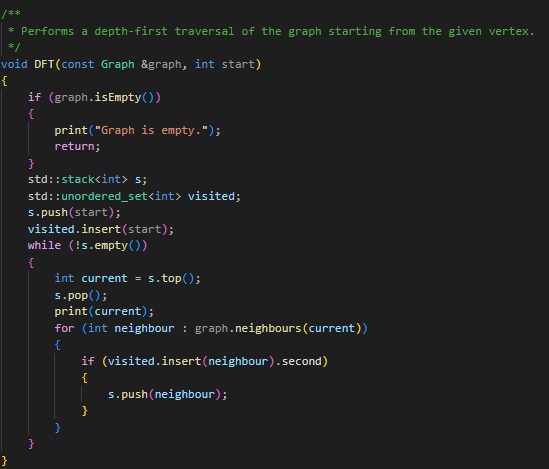 /**
 * Performs a depth-first traversal of the graph starting from the given vertex.
 */
void DFT(const Graph &graph, int start)
{
    if (graph.isEmpty())
    {
        print("Graph is empty.");
        return;
    }
    std::stack<int> s;
    std::unordered_set<int> visited;
    s.push(start);
    visited.insert(start);
    while (!s.empty())
    {
        int current = s.top();
        s.pop();
        print(current);
        for (int neighbour : graph.neighbours(current))
        {
            if (visited.insert(neighbour).second)
            {
                s.push(neighbour);
            }
        }
    }
}